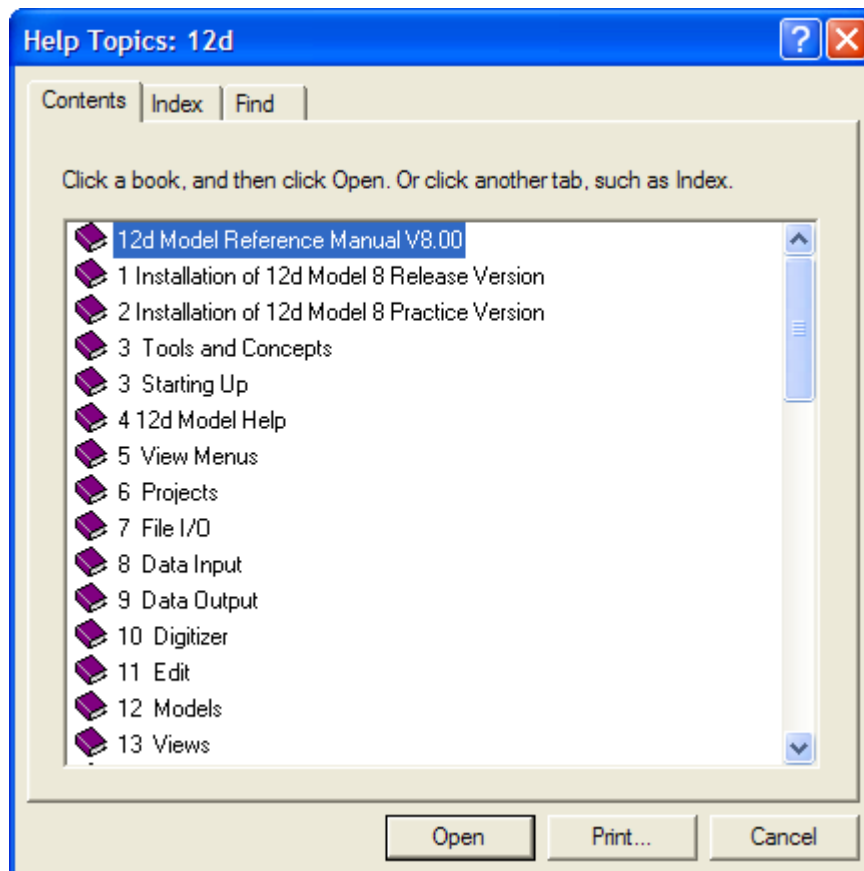 Help Topics: 12d
Contents Index Find
Click a book, and then click Open. Or click another tab, such as Index.
12d Model Reference Manual V8.00
1 Installation of 12d Model 8 Release Version
2 Installation of 12d Model 8 Practice Version
3 Tools and Concepts
3 Starting Up
4 12d Model Help
5 View Menus
6 Projects
7 File I/O
8 Data Input
9 Data Output
10 Digitizer
11 Edit
12 Models
13 Views
Open Print... Cancel